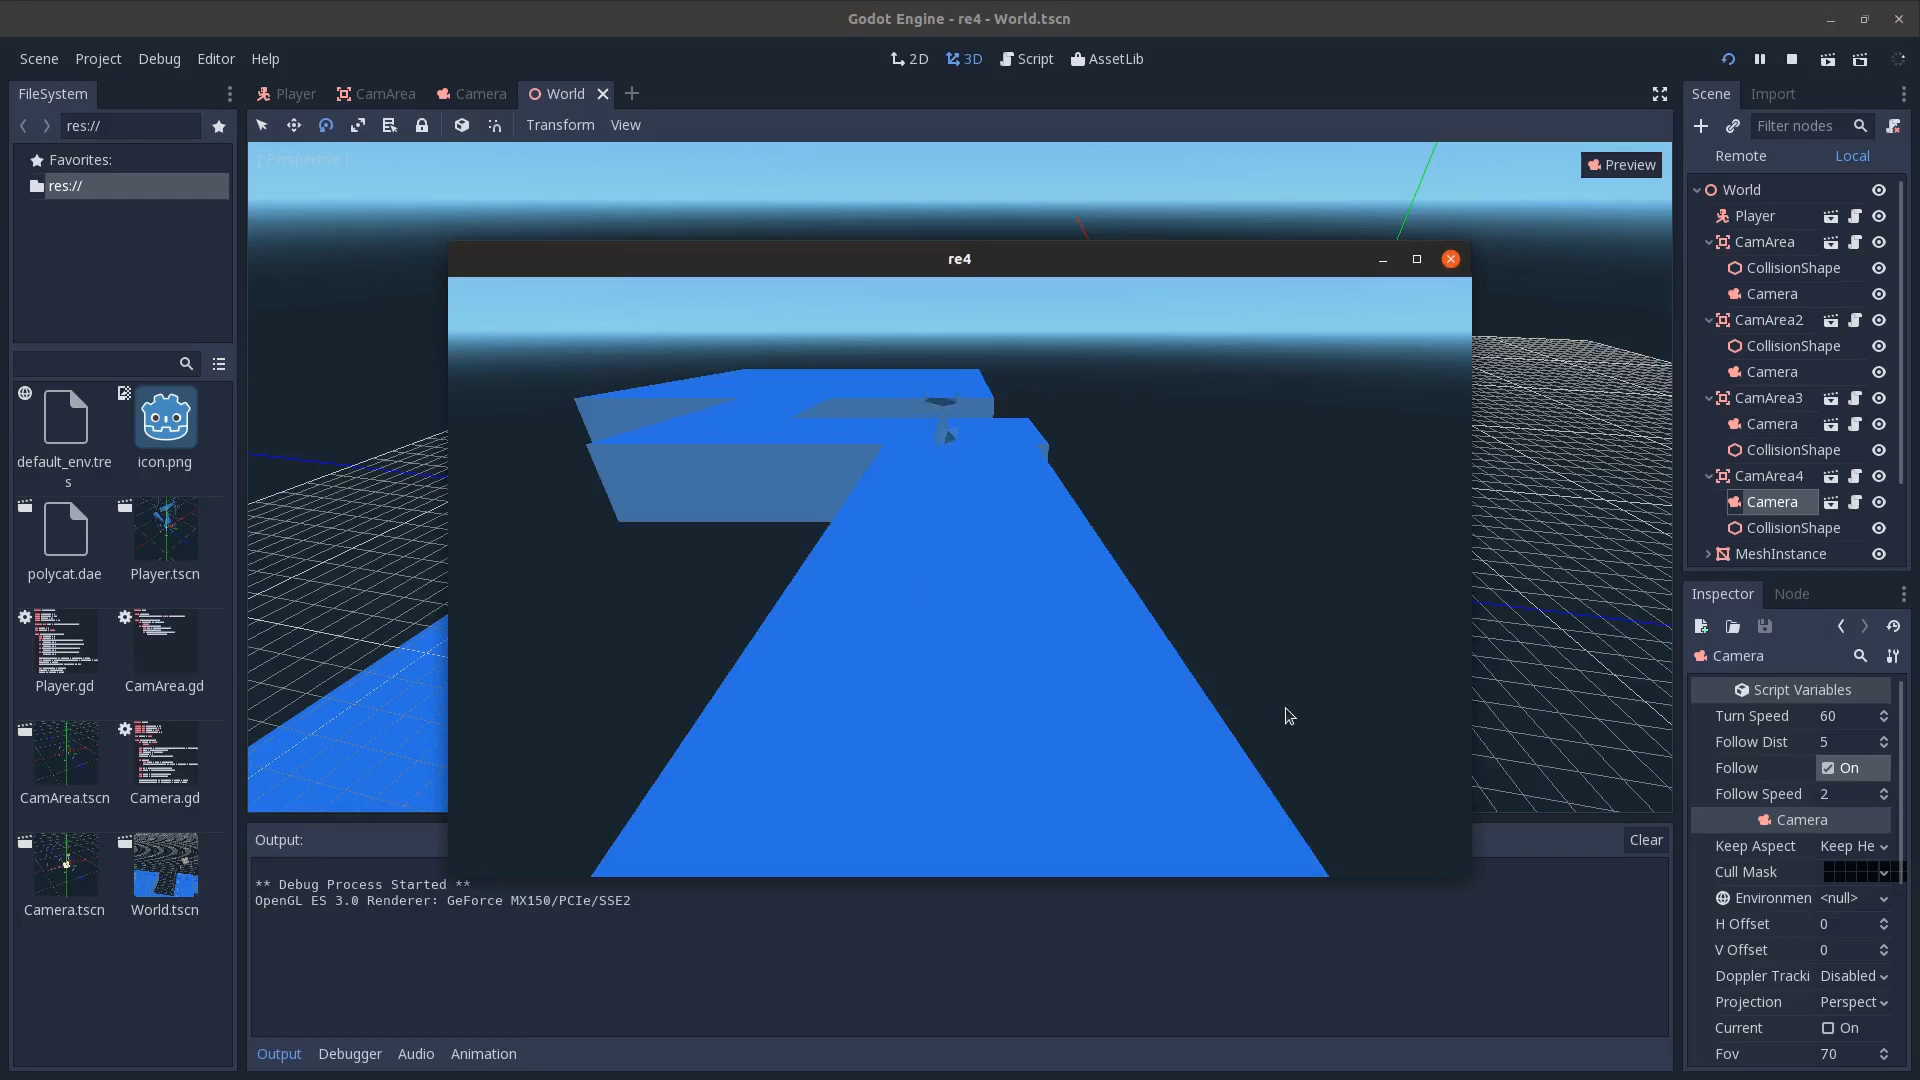 Godot Engine - re4 - World.tscn
Scene Project Debug Editor Help
2D 3D Script AssetLib
FileSystem
res://
Favorites:
res://
default_env.tre
s
icon.png
polycat.dae
Player.tscn
Player.gd
CamArea.gd
CamArea.tscn
Camera.gd
Camera.tscn
World.tscn
Player CamArea Camera World
Transform View
[ Perspective ]
Preview
re4
Output:
Clear
** Debug Process Started **
OpenGL ES 3.0 Renderer: GeForce MX150/PCIe/SSE2
Output Debugger Audio Animation
Scene Import
Filter nodes
Remote Local
World
Player
CamArea
CollisionShape
Camera
CamArea2
CollisionShape
Camera
CamArea3
Camera
CollisionShape
CamArea4
Camera
CollisionShape
MeshInstance
Inspector Node
Camera
Script Variables
Turn Speed 60
Follow Dist 5
Follow On
Follow Speed 2
Camera
Keep Aspect Keep He
Cull Mask
Environmen <null>
H Offset 0
V Offset 0
Doppler Tracki Disabled
Projection Perspect
Current On
Fov 70